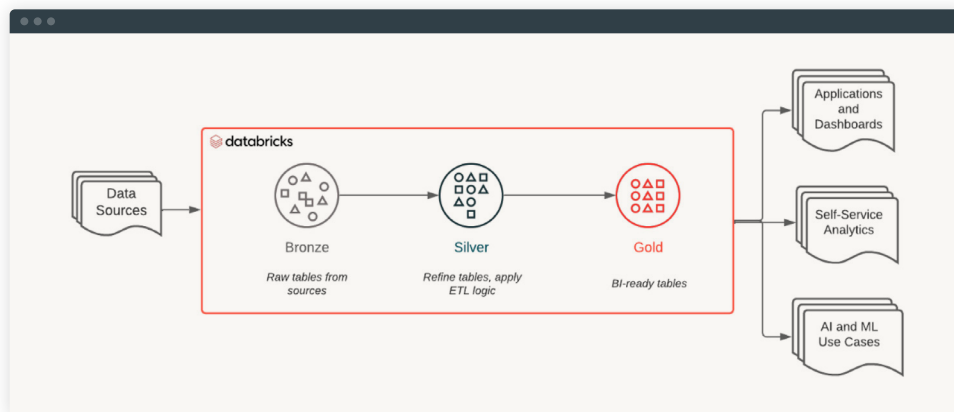 Data
Sources
databricks
Bronze
Raw tables from
sources
Silver
Refine tables, apply
ETL logic
Gold
BI-ready tables
Applications
and
Dashboards
Self-Service
Analytics
AI and ML
Use Cases